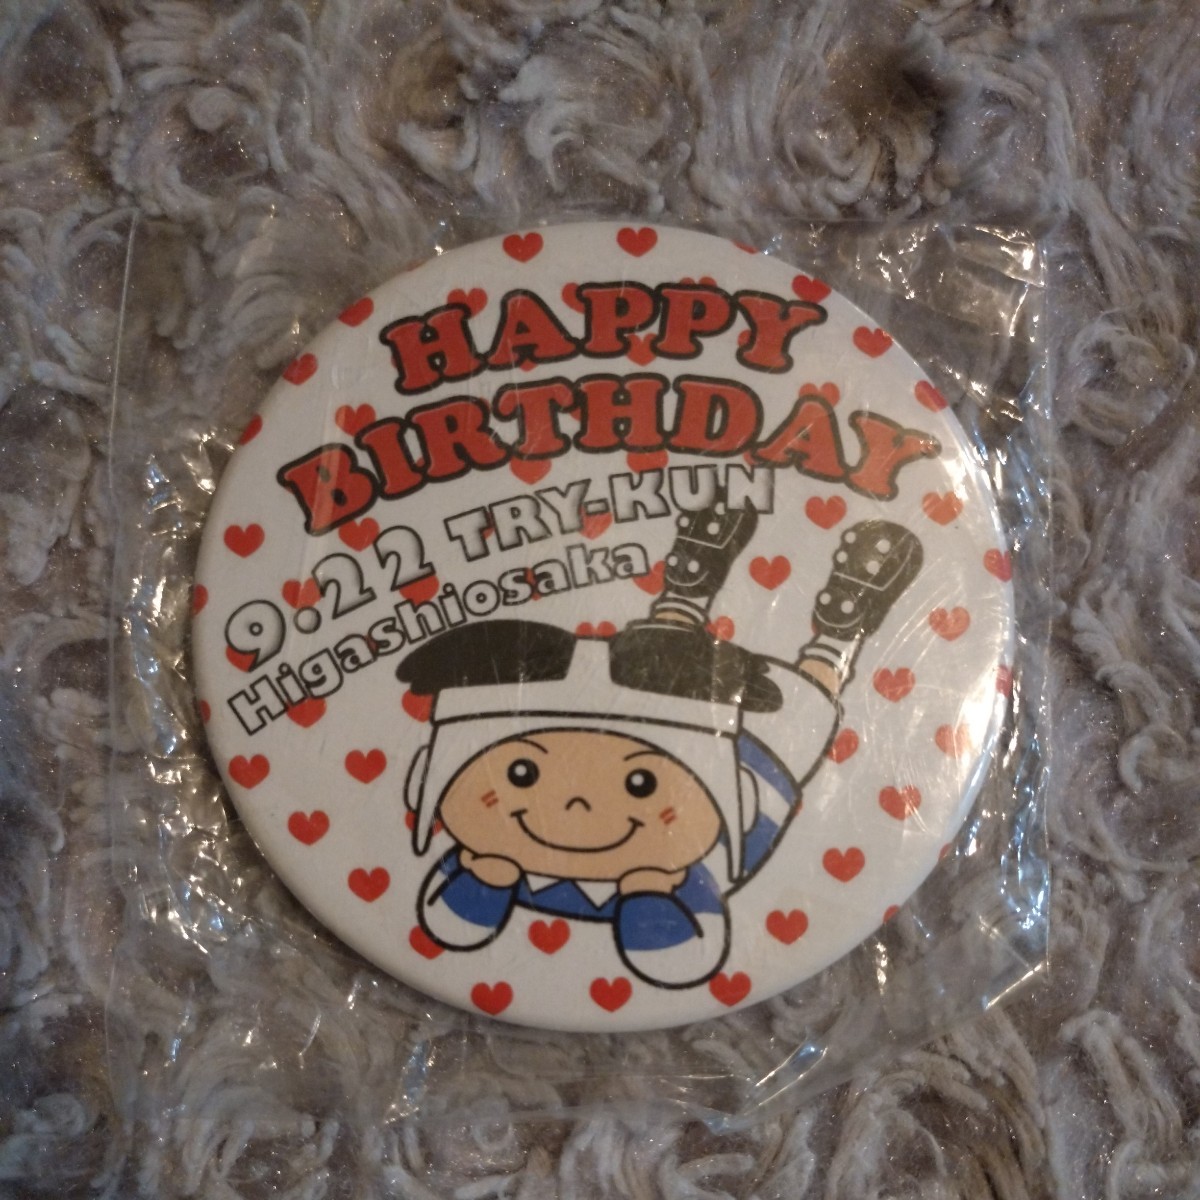 HAPPY
BIRTHDAY
9.22 TRY-KUN
Higashiosaka